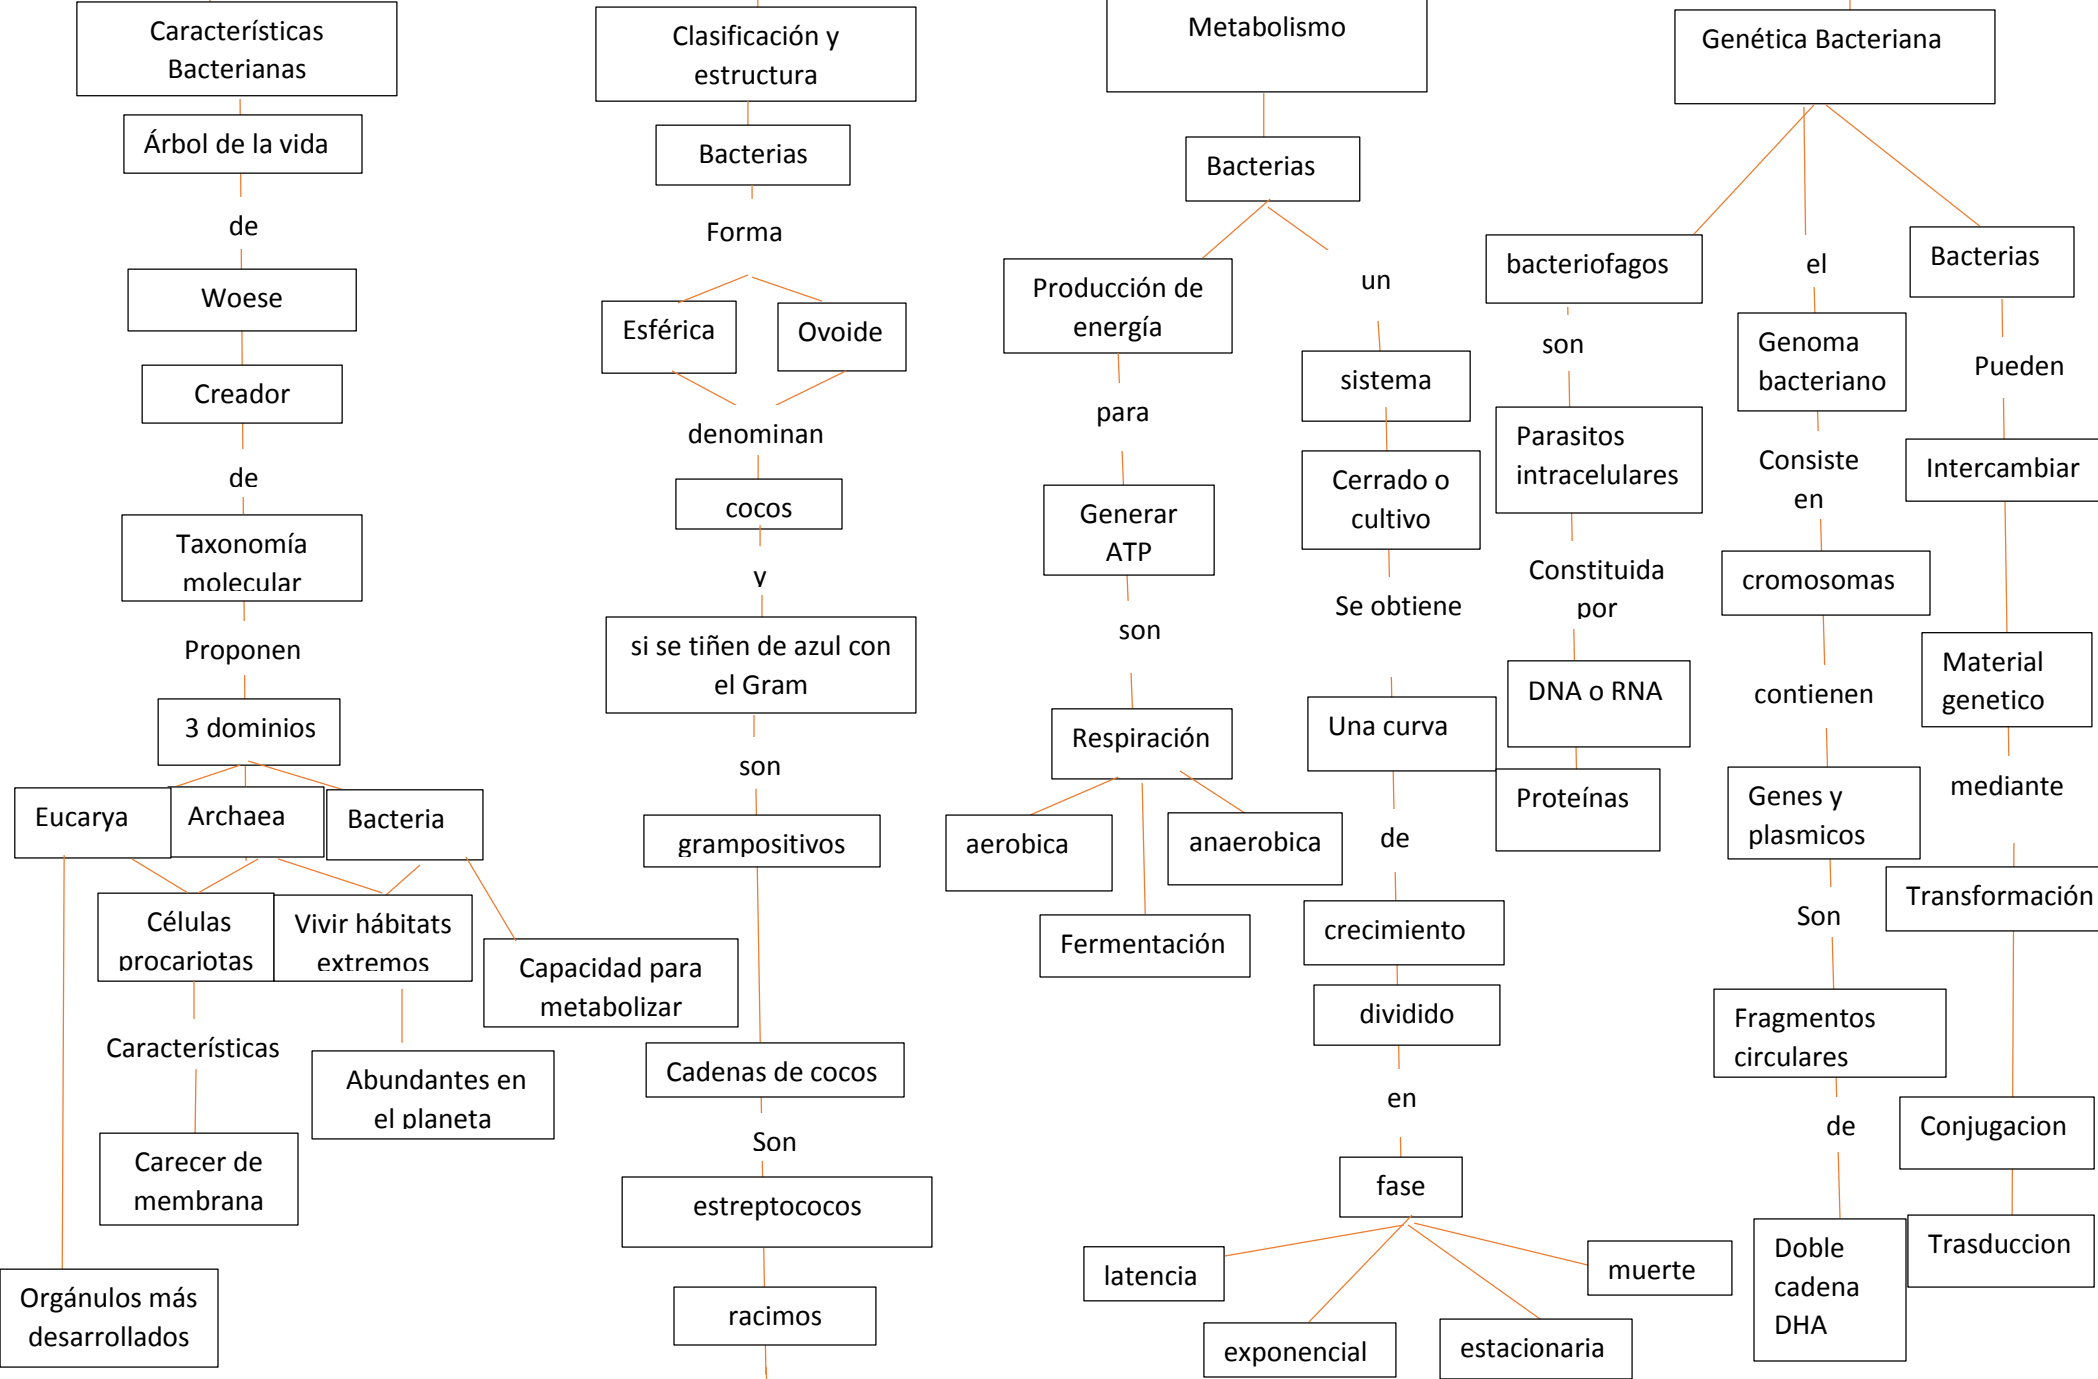 Características
Bacterianas
Árbol de la vida
de
Woese
Creador
de
Taxonomía
molecular
Proponen
3 dominios
Eucarya
Archaea
Bacteria
Células
procariotas
Vivir hábitats
extremos
Capacidad para
metabolizar
Características
Abundantes en
el planeta
Carecer de
membrana
Orgánulos más
desarrollados
Clasificación y
estructura
Bacterias
Forma
Esférica
Ovoide
denominan
cocos
y
si se tiñen de azul con
el Gram
son
grampositivos
Cadenas de cocos
Son
estreptococos
racimos
Metabolismo
Bacterias
Producción de
energía
para
Generar
ATP
son
Respiración
aerobica
anaerobica
Fermentación
un
sistema
Cerrado o
cultivo
Se obtiene
Una curva
de
crecimiento
dividido
en
fase
latencia
exponencial
estacionaria
muerte
Genética Bacteriana
bacteriofagos
son
Parasitos
intracelulares
Constituida
por
DNA o RNA
Proteínas
el
Genoma
bacteriano
Consiste
en
cromosomas
contienen
Genes y
plasmicos
Son
Fragmentos
circulares
de
Doble
cadena
DHA
Bacterias
Pueden
Intercambiar
Material
genetico
mediante
Transformación
Conjugacion
Trasduccion